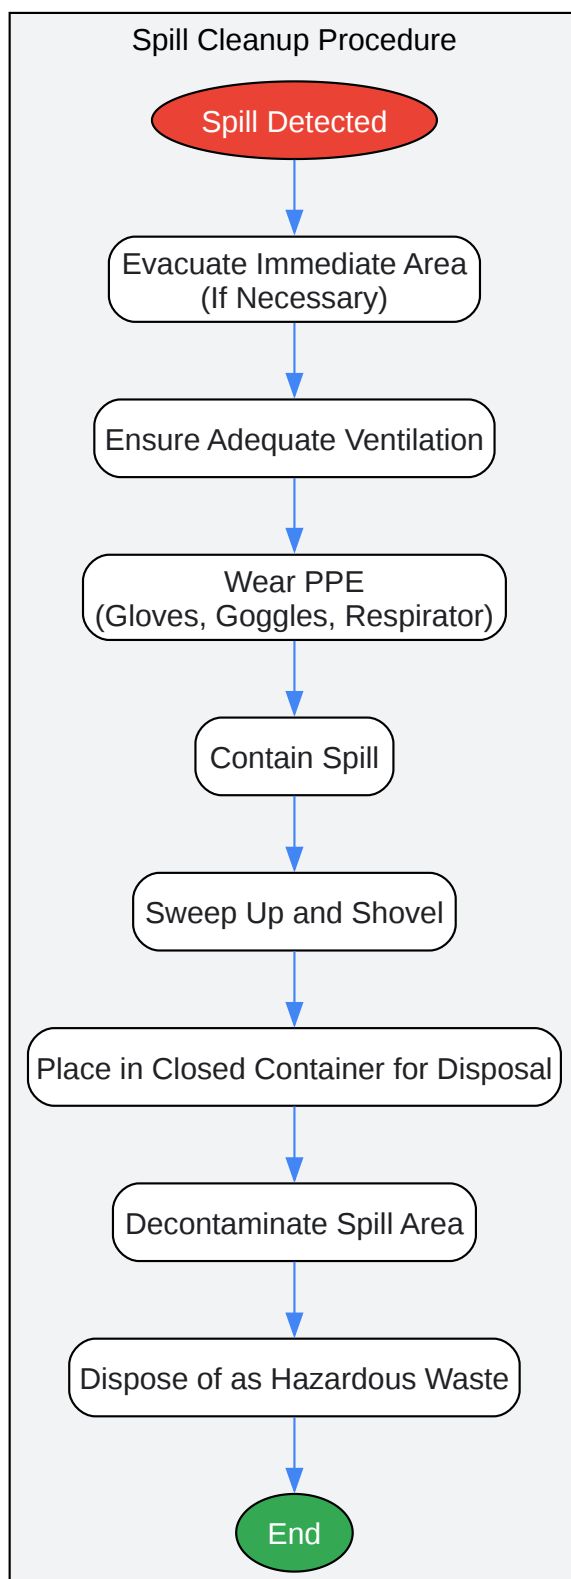 Spill Cleanup Procedure
Spill Detected
Evacuate Immediate Area
(If Necessary)
Ensure Adequate Ventilation
Wear PPE
(Gloves, Goggles, Respirator)
Contain Spill
Sweep Up and Shovel
Place in Closed Container for Disposal
Decontaminate Spill Area
Dispose of as Hazardous Waste
End